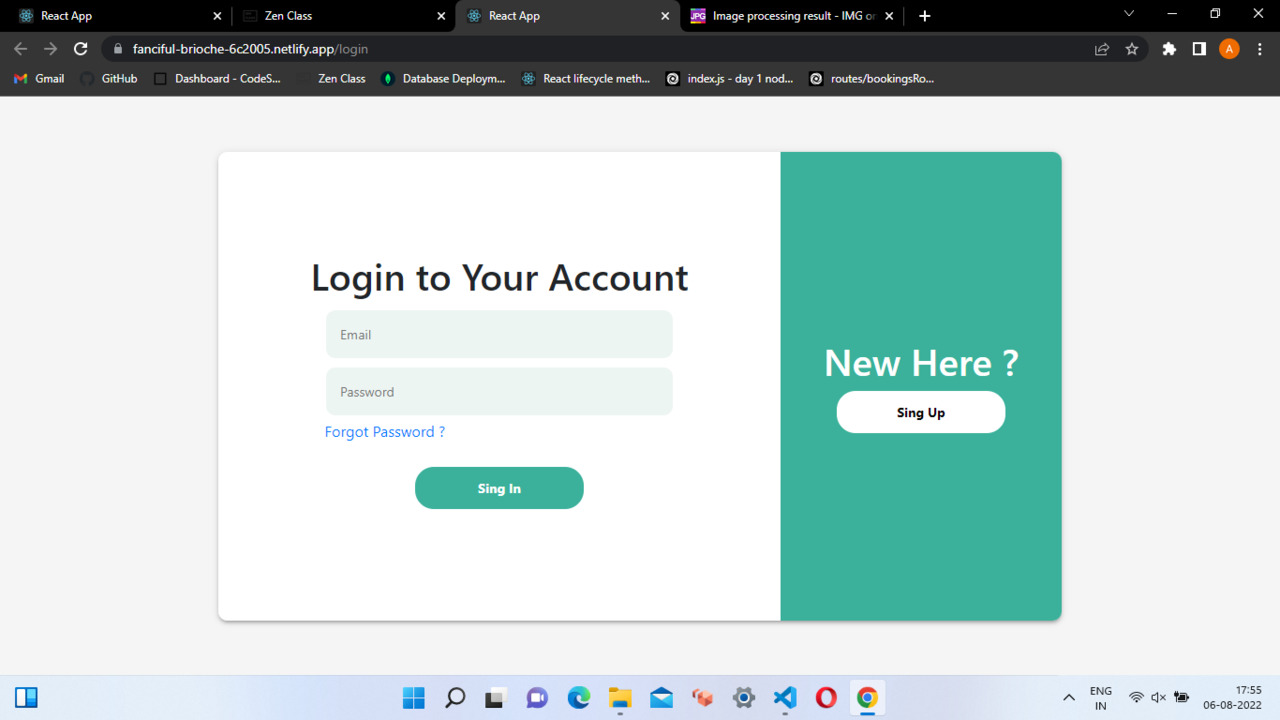 React App
Zen Class
React App
Image processing result - IMG or
fanciful-brioche-6c2005.netlify.app/login
A
Gmail
GitHub
Dashboard - CodeS...
Zen Class
Database Deploym...
React lifecycle meth...
index.js - day 1 nod...
routes/bookingsRo...
Login to Your Account
Email
Password
Forgot Password ?
Sing In
New Here ?
Sing Up
ENG
IN
17:55
06-08-2022